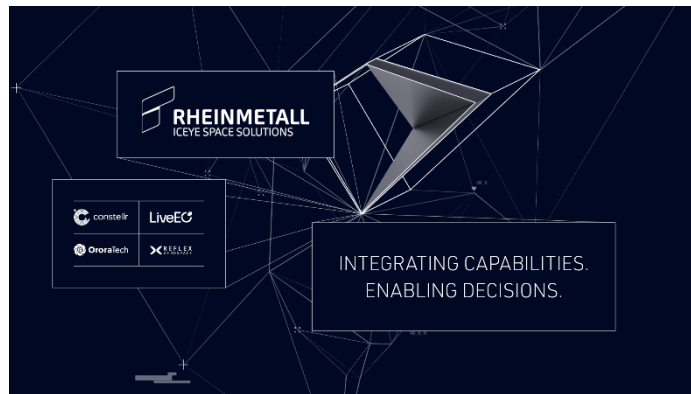 RHEINMETALL
ICEYE SPACE SOLUTIONS
constellr
LiveEO
OroraTech
REFLEX
INTEGRATING CAPABILITIES.
ENABLING DECISIONS.